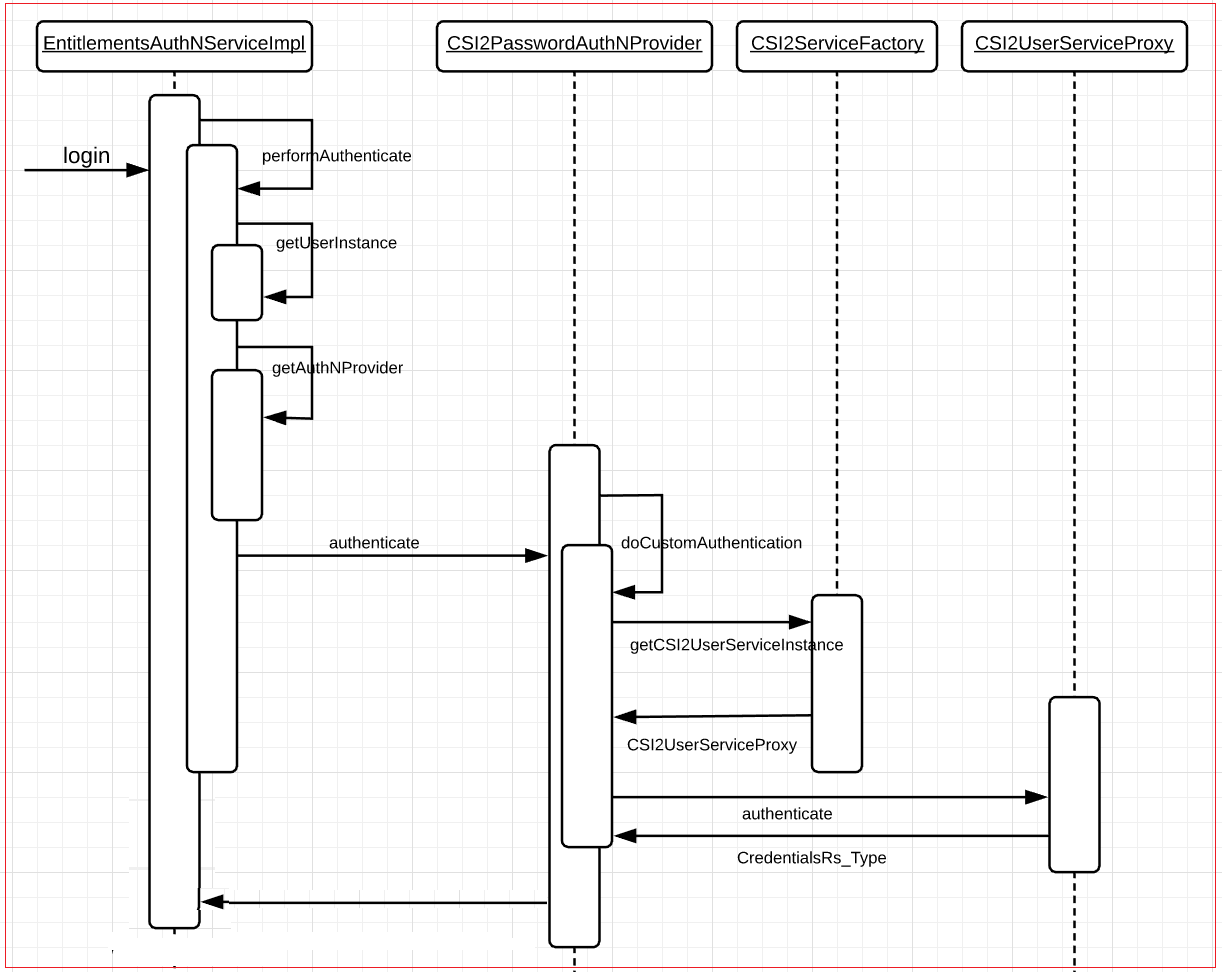 EntitlementsAuthNServiceImpl
CSI2PasswordAuthNProvider
CSI2ServiceFactory
CSI2UserServiceProxy
login
performAuthenticate
getUserInstance
getAuthNProvider
authenticate
doCustomAuthentication
getCSI2UserServiceInstance
CSI2UserServiceProxy
authenticate
CredentialsRs_Type